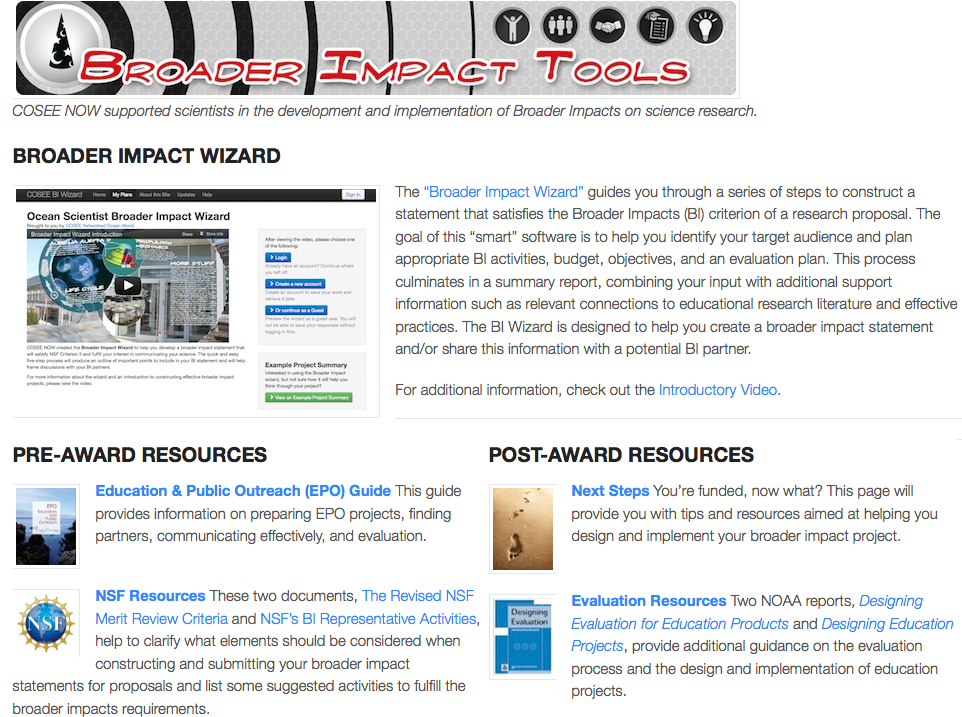 BROADER IMPACT TOOLS
COSEE NOW supported scientists in the development and implementation of Broader Impacts on science research.
BROADER IMPACT WIZARD
COSEE BI Wizard Home My Plans About this Site Updates Help Sign In
Ocean Scientist Broader Impact Wizard
Brought to you by COSEE Networked Ocean World
Broader Impact Wizard Introduction Share More info
AURELIA AURITA
PROPULSION MECHANICS
MORE STUFF
LIFE CYCLE
COSEE NOW created the Broader Impact Wizard to help you develop a broader impact statement that
will satisfy NSF Criterion II and fulfill your interest in communicating your science. The quick and easy
five-step process will produce an outline of important points to include in your BI statement and will help
frame discussions with your BI partners.
For more information about the wizard and an introduction to constructing effective broader impact
projects, please view the video.
After viewing the video, please choose one
of the following:
Login
Already have an account? Continue where
you left off.
Create a new account
Create an account to save your work and
retrieve it later.
Or continue as a Guest
Preview the wizard as a guest user. You will
not be able to save your responses without
logging in first.
Example Project Summary
Interested in using the Broader Impact
wizard, but not sure how it will help you
think through your project?
View an Example Project Summary
The “Broader Impact Wizard” guides you through a series of steps to construct a
statement that satisfies the Broader Impacts (BI) criterion of a research proposal. The
goal of this “smart” software is to help you identify your target audience and plan
appropriate BI activities, budget, objectives, and an evaluation plan. This process
culminates in a summary report, combining your input with additional support
information such as relevant connections to educational research literature and effective
practices. The BI Wizard is designed to help you create a broader impact statement
and/or share this information with a potential BI partner.
For additional information, check out the Introductory Video.
PRE-AWARD RESOURCES
EPO
Education & Public Outreach (EPO) Guide This guide
provides information on preparing EPO projects, finding
partners, communicating effectively, and evaluation.
NSF
NSF Resources These two documents, The Revised NSF
Merit Review Criteria and NSF’s BI Representative Activities,
help to clarify what elements should be considered when
constructing and submitting your broader impact
statements for proposals and list some suggested activities to fulfill the
broader impacts requirements.
POST-AWARD RESOURCES
Next Steps You’re funded, now what? This page will
provide you with tips and resources aimed at helping you
design and implement your broader impact project.
Designing
Evaluation
Evaluation Resources Two NOAA reports, Designing
Evaluation for Education Products and Designing Education
Projects, provide additional guidance on the evaluation
process and the design and implementation of education
projects.